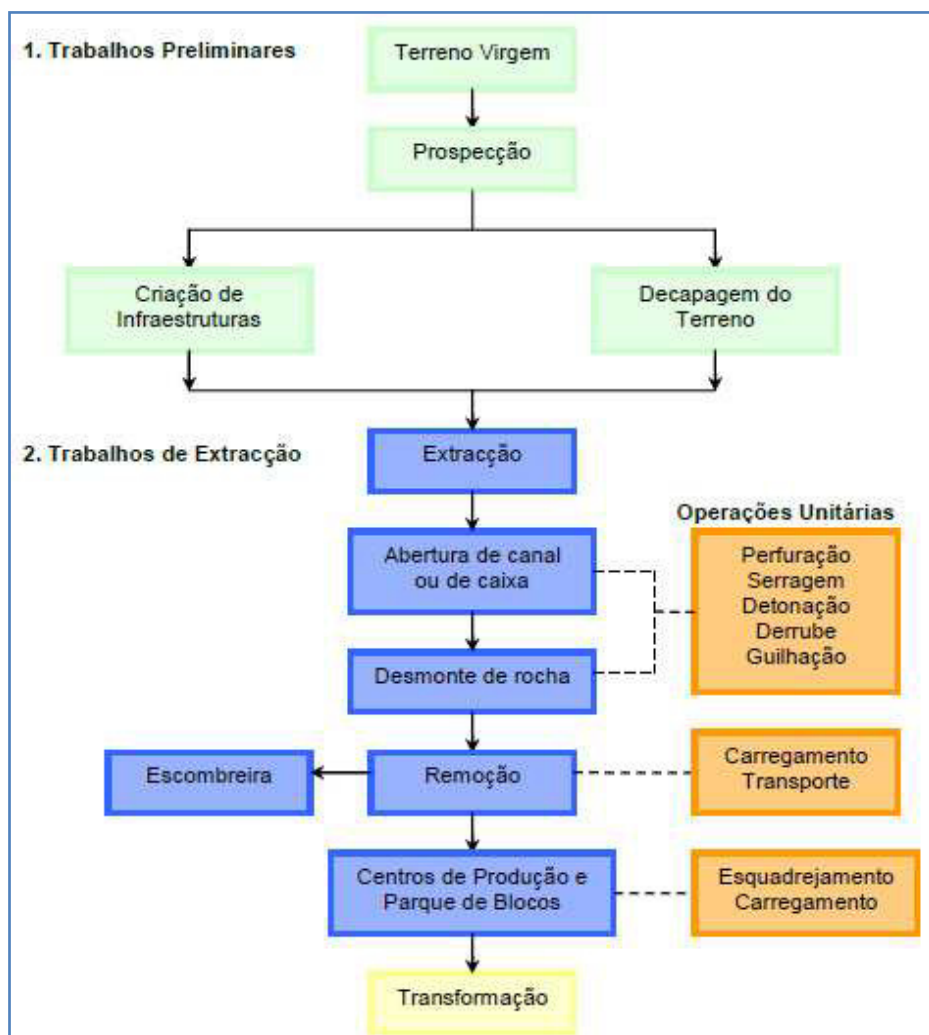 1. Trabalhos Preliminares
Terreno Virgem
Prospecção
Criação de
Infraestruturas
Decapagem do
Terreno
2. Trabalhos de Extracção
Extracção
Operações Unitárias
Abertura de canal
ou de caixa
Perfuração
Serragem
Detonação
Derrube
Guilhação
Desmonte de rocha
Escombreira
Remoção
Carregamento
Transporte
Centros de Produção e
Parque de Blocos
Esquadrejamento
Carregamento
Transformação